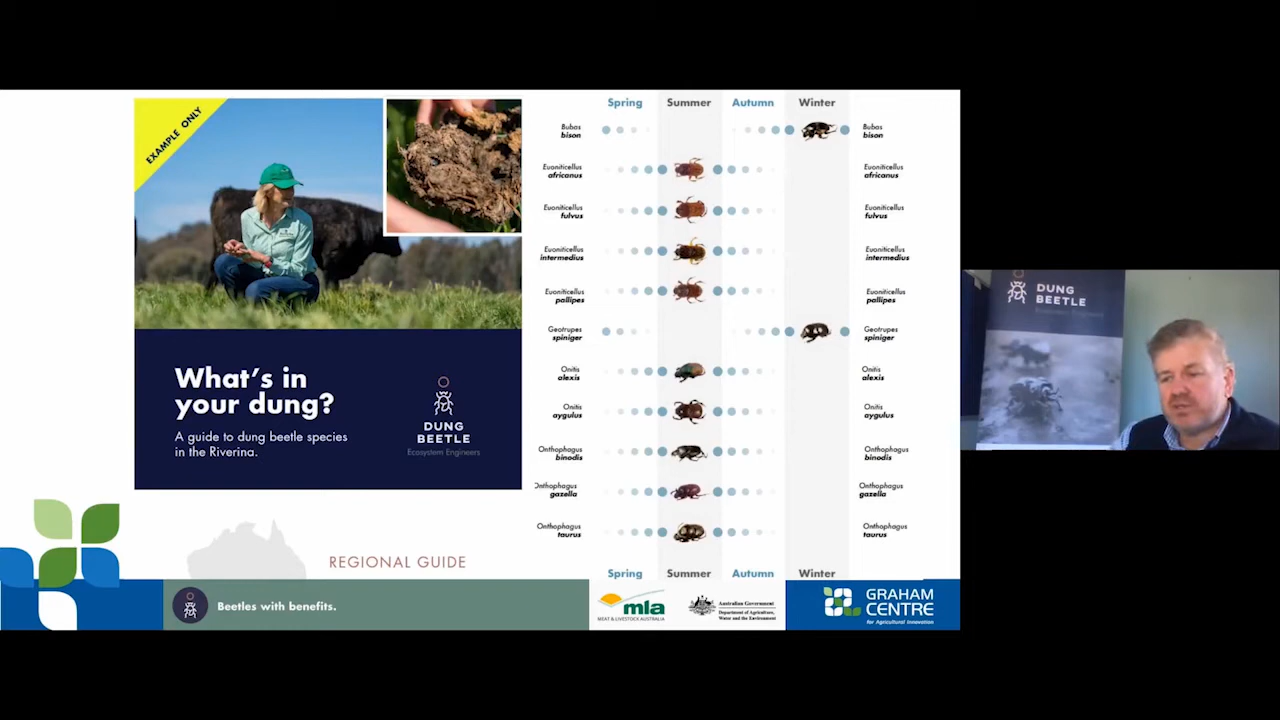 EXAMPLE ONLY
What's in
your dung?
A guide to dung beetle species
in the Riverina.
DUNG
BEETLE
Ecosystem Engineers
REGIONAL GUIDE
Beetles with benefits.
Spring Summer Autumn Winter
Bubas
bison
Bubas
bison
Euoniticellus
africanus
Euoniticellus
africanus
Euoniticellus
fulvus
Euoniticellus
fulvus
Euoniticellus
intermedius
Euoniticellus
intermedius
Euoniticellus
pallipes
Euoniticellus
pallipes
Geotrupes
spiniger
Geotrupes
spiniger
Onitis
alexis
Onitis
alexis
Onitis
aygulus
Onitis
aygulus
Onthophagus
binodis
Onthophagus
binodis
Onthophagus
gazella
Onthophagus
gazella
Onthophagus
taurus
Onthophagus
taurus
Spring Summer Autumn Winter
mla
MEAT & LIVESTOCK AUSTRALIA
Australian Government
Department of Agriculture,
Water and the Environment
GRAHAM
CENTRE
for Agricultural Innovation
DUNG
BEETLE
Ecosystem Engineers